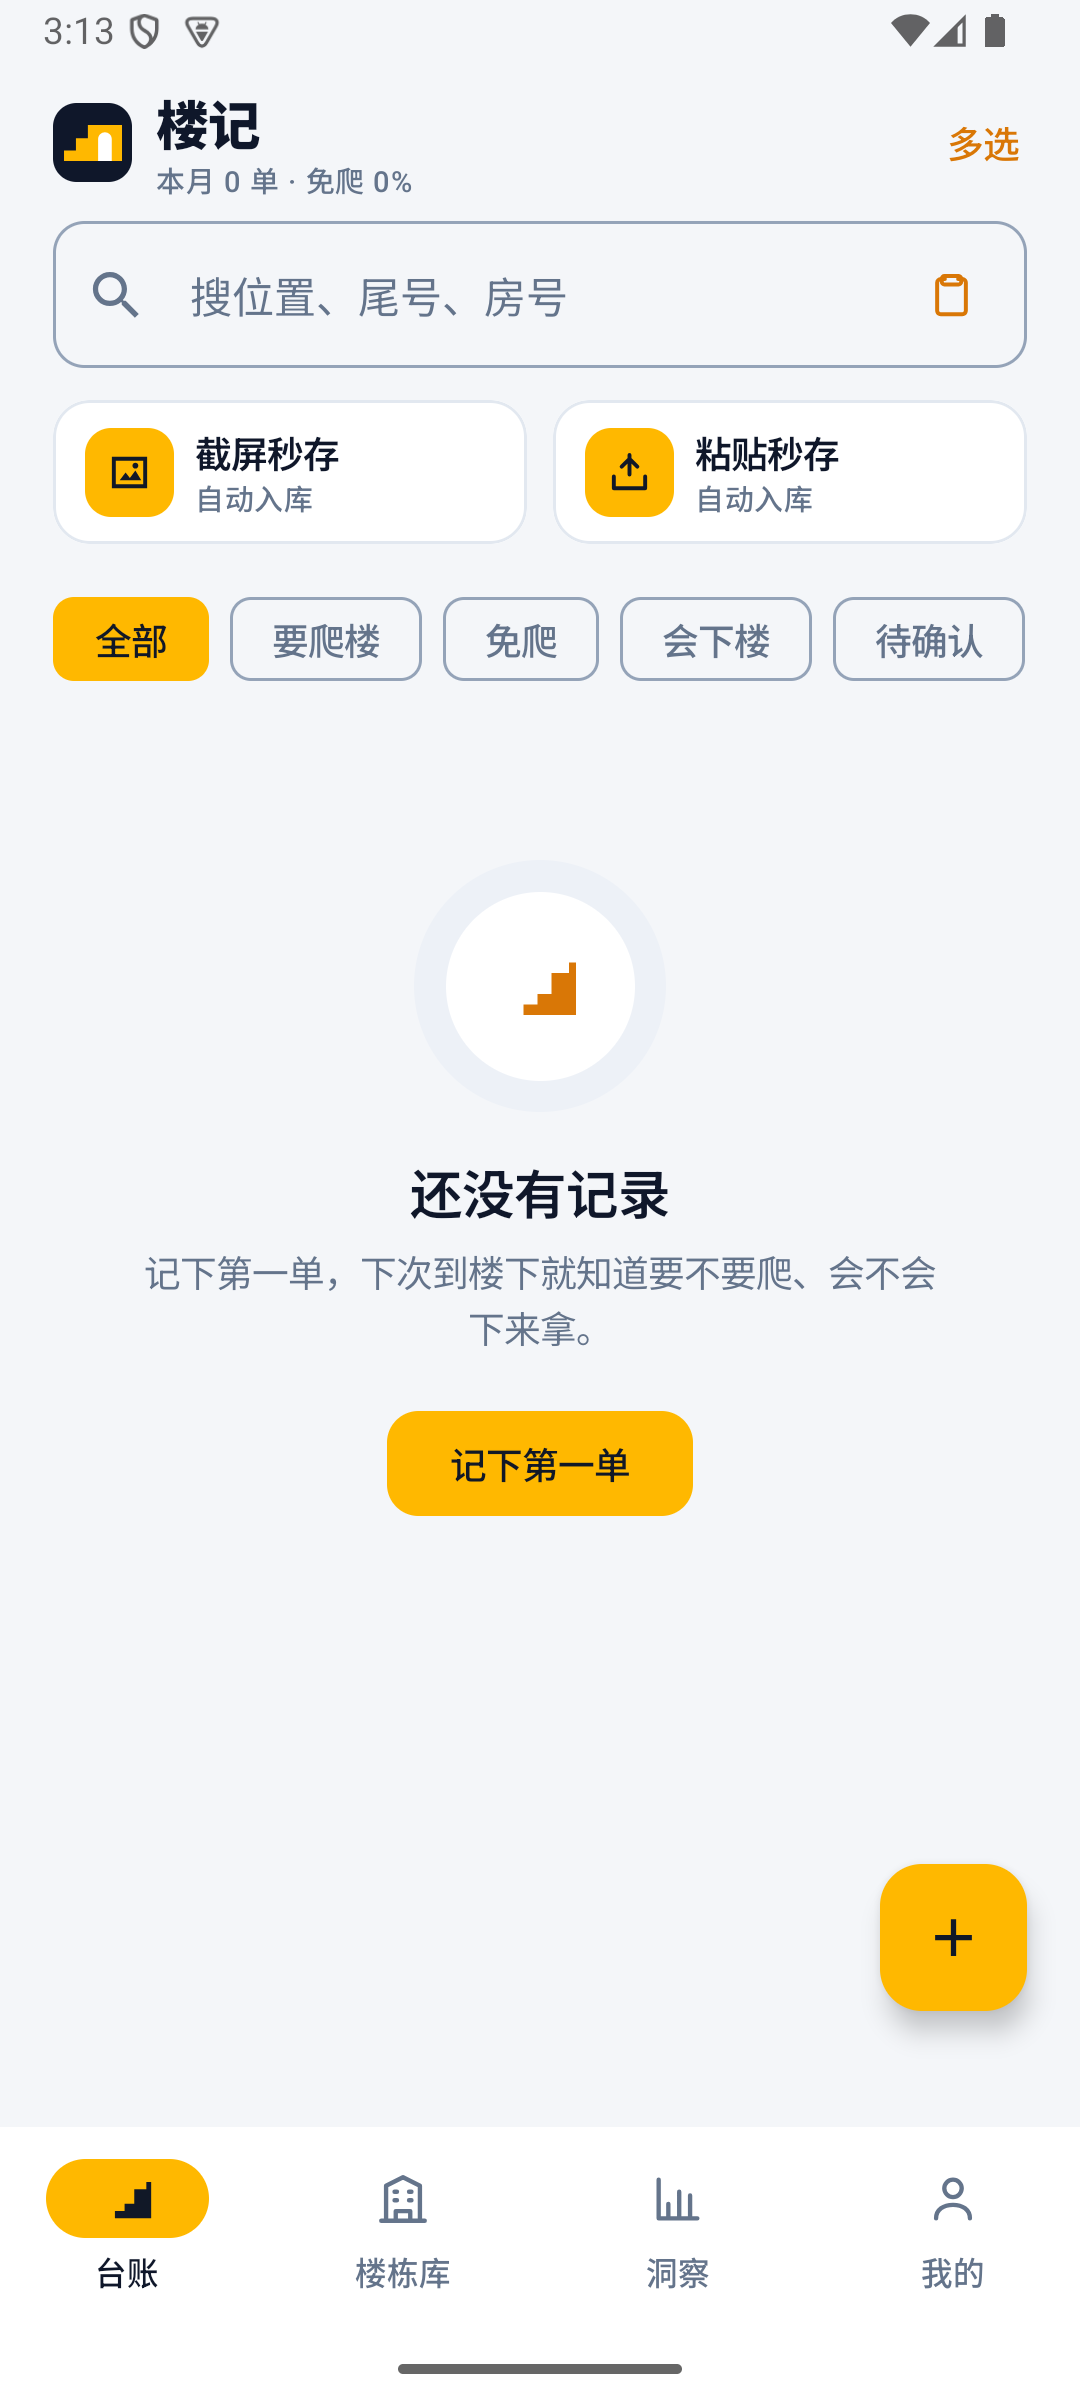 3:13
楼记
本月 0 单 · 免爬 0%
多选
搜位置、尾号、房号
截屏秒存
自动入库
粘贴秒存
自动入库
全部
要爬楼
免爬
会下楼
待确认
还没有记录
记下第一单，下次到楼下就知道要不要爬、会不会
下来拿。
记下第一单
台账
楼栋库
洞察
我的